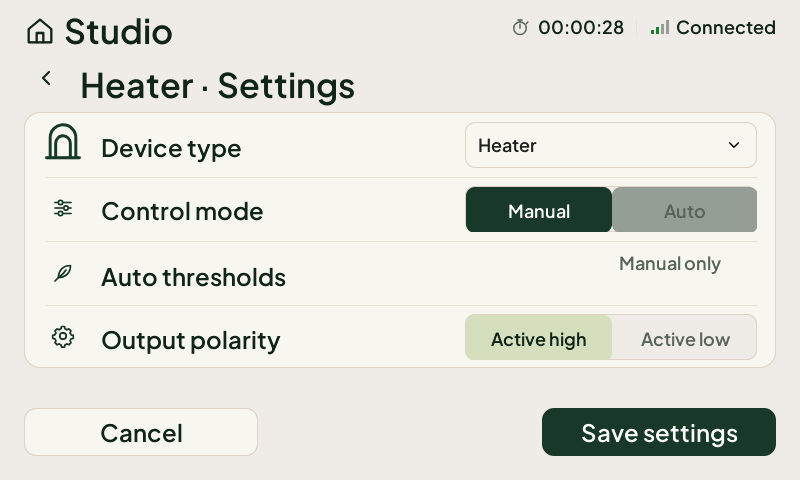 Studio
00:00:28
Connected
Heater · Settings
Device type
Heater
Control mode
Manual
Auto
Auto thresholds
Manual only
Output polarity
Active high
Active low
Cancel
Save settings